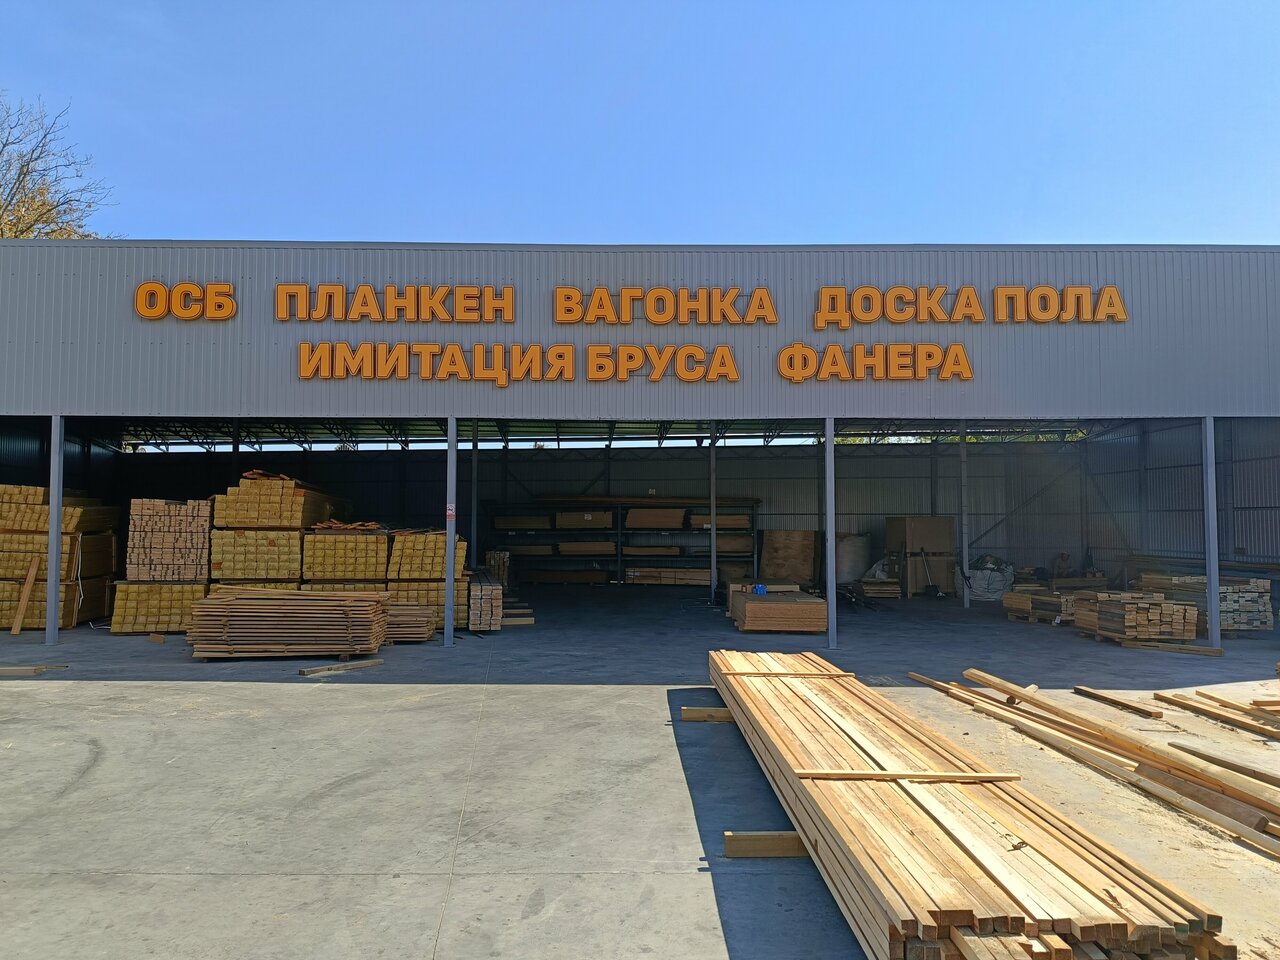 ОСБ ПЛАНКЕН ВАГОНКА ДОСКА ПОЛА
ИМИТАЦИЯ БРУСА ФАНЕРА